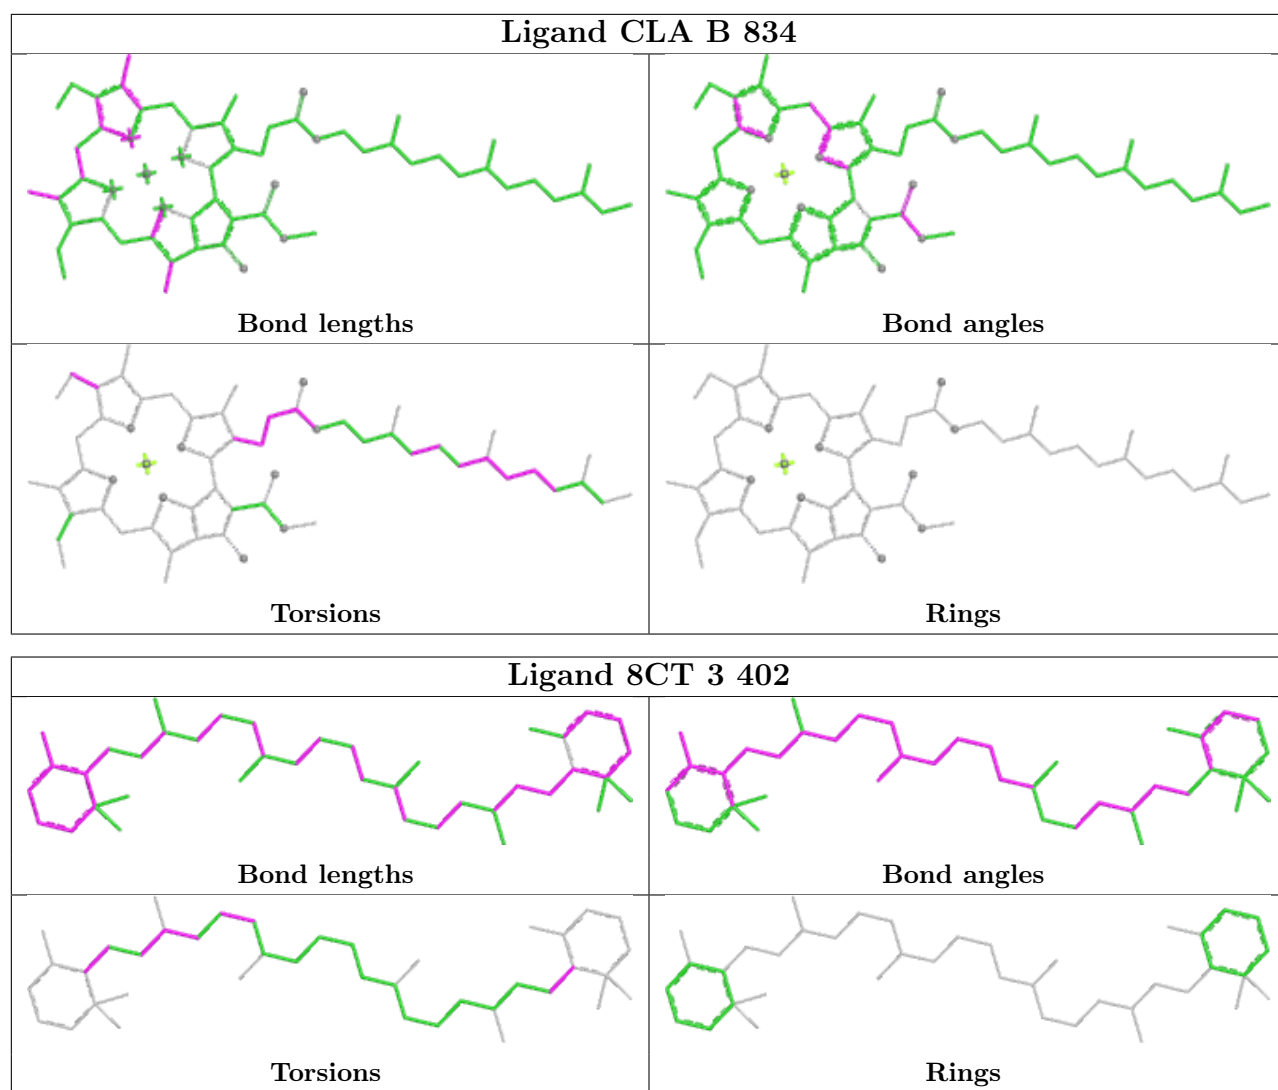 Ligand CLA B 834
Bond lengths
Bond angles
Torsions
Rings
Ligand 8CT 3 402
Bond lengths
Bond angles
Torsions
Rings